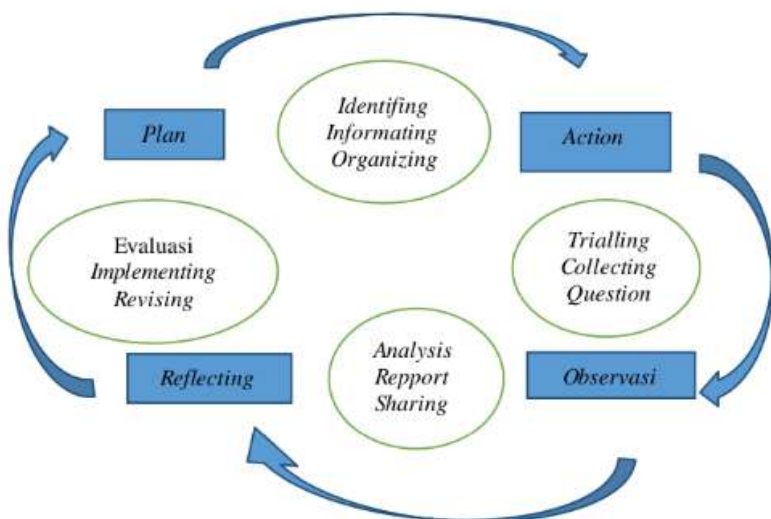 Plan
Identifing
Informating
Organizing
Action
Evaluasi
Implementing
Revising
Trialling
Collecting
Question
Reflecting
Analysis
Repport
Sharing
Observasi